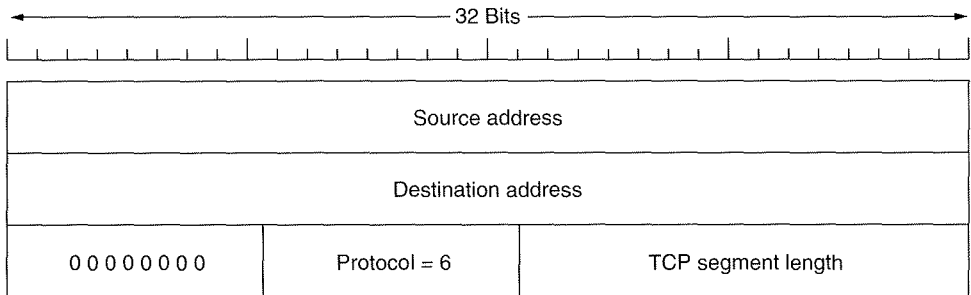 32 Bits
Source address
Destination address
0 0 0 0 0 0 0 0 Protocol = 6 TCP segment length